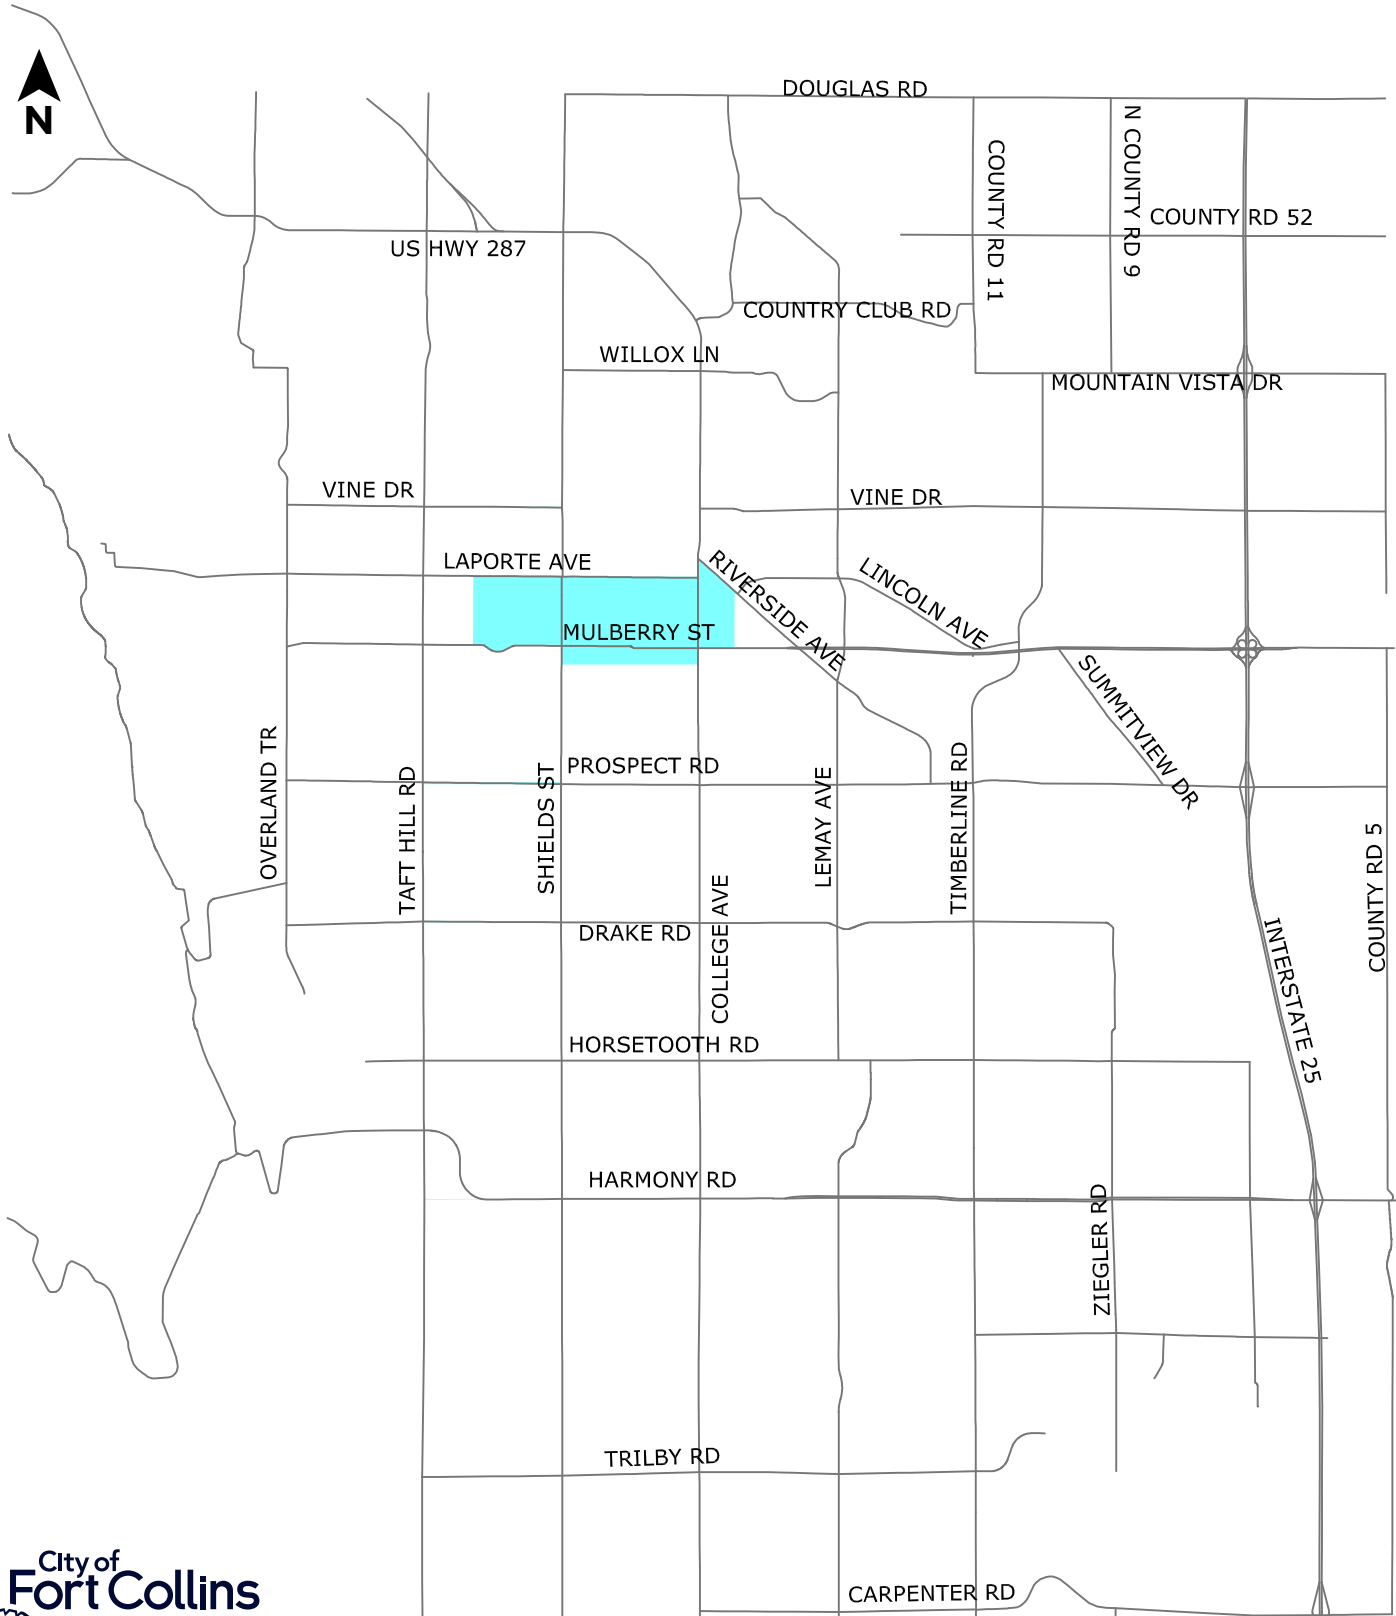 DOUGLAS RD
N
N COUNTY RD 9
COUNTY RD 11
COUNTY RD 52
US HWY 287
COUNTRY CLUB RD
WILLOX LN
MOUNTAIN VISTA DR
VINE DR
VINE DR
LAPORTE AVE
RIVERSIDE AVE
LINCOLN AVE
MULBERRY ST
SUMMITVIEW DR
OVERLAND TR
TAFT HILL RD
SHIELDS ST
PROSPECT RD
LEMAY AVE
TIMBERLINE RD
COUNTY RD 5
COLLEGE AVE
DRAKE RD
INTERSTATE 25
HORSETOOTH RD
HARMONY RD
ZIEGLER RD
TRILBY RD
City of
Fort Collins
CARPENTER RD